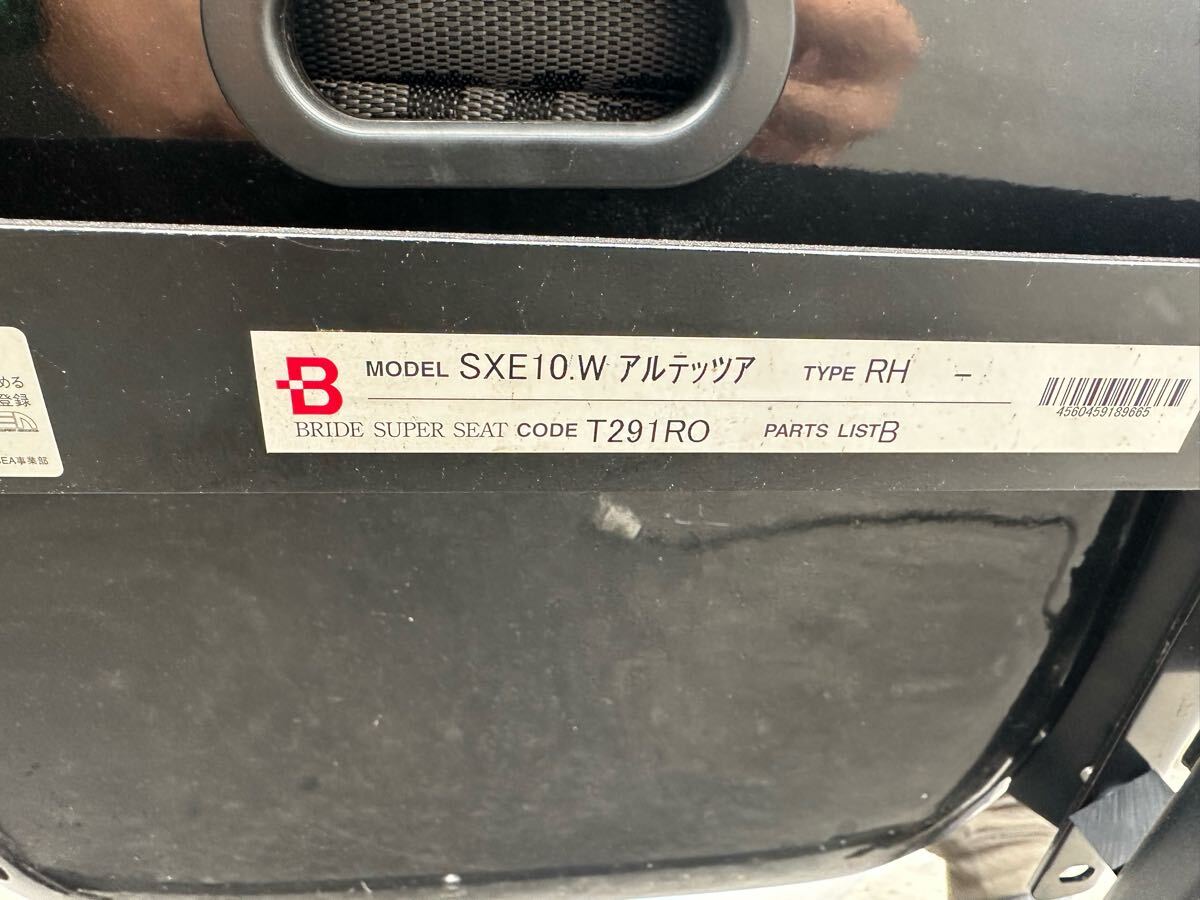 める
登録
EA事業部
B MODEL SXE10.W アルテッツア TYPE RH –
BRIDE SUPER SEAT CODE T291RO PARTS LIST B
4560459189665